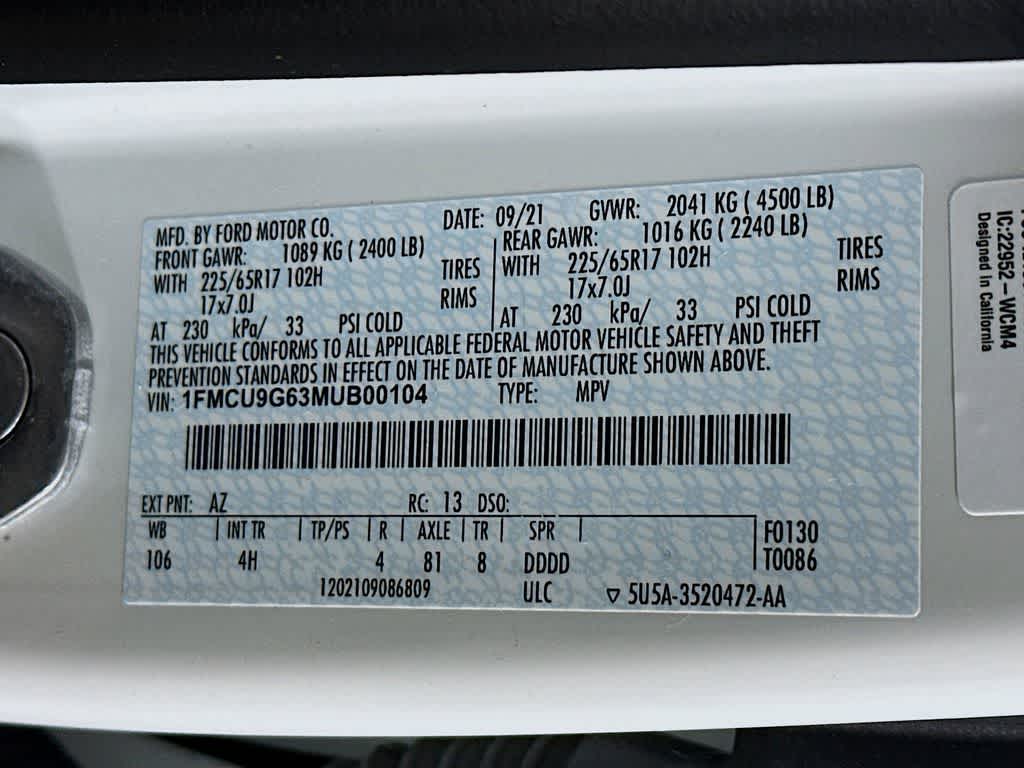 MFD. BY FORD MOTOR CO. DATE: 09/21 GVWR: 2041 KG ( 4500 LB)
FRONT GAWR: 1089 KG ( 2400 LB) REAR GAWR: 1016 KG ( 2240 LB)
WITH 225/65R17 102H TIRES WITH 225/65R17 102H TIRES
17x7.0J RIMS 17x7.0J RIMS
AT 230 kPa/ 33 PSI COLD AT 230 kPa/ 33 PSI COLD
THIS VEHICLE CONFORMS TO ALL APPLICABLE FEDERAL MOTOR VEHICLE SAFETY AND THEFT
PREVENTION STANDARDS IN EFFECT ON THE DATE OF MANUFACTURE SHOWN ABOVE.
VIN: 1FMCU9G63MUB00104 TYPE: MPV
EXT PNT: AZ RC: 13 DSO:
WB | INT TR | TP/PS | R | AXLE | TR | SPR | F0130
106 4H 4 81 8 DDDD T0086
1202109086809 ULC ▽ 5U5A-3520472-AA
IC:22952-WCM4
Designed in California